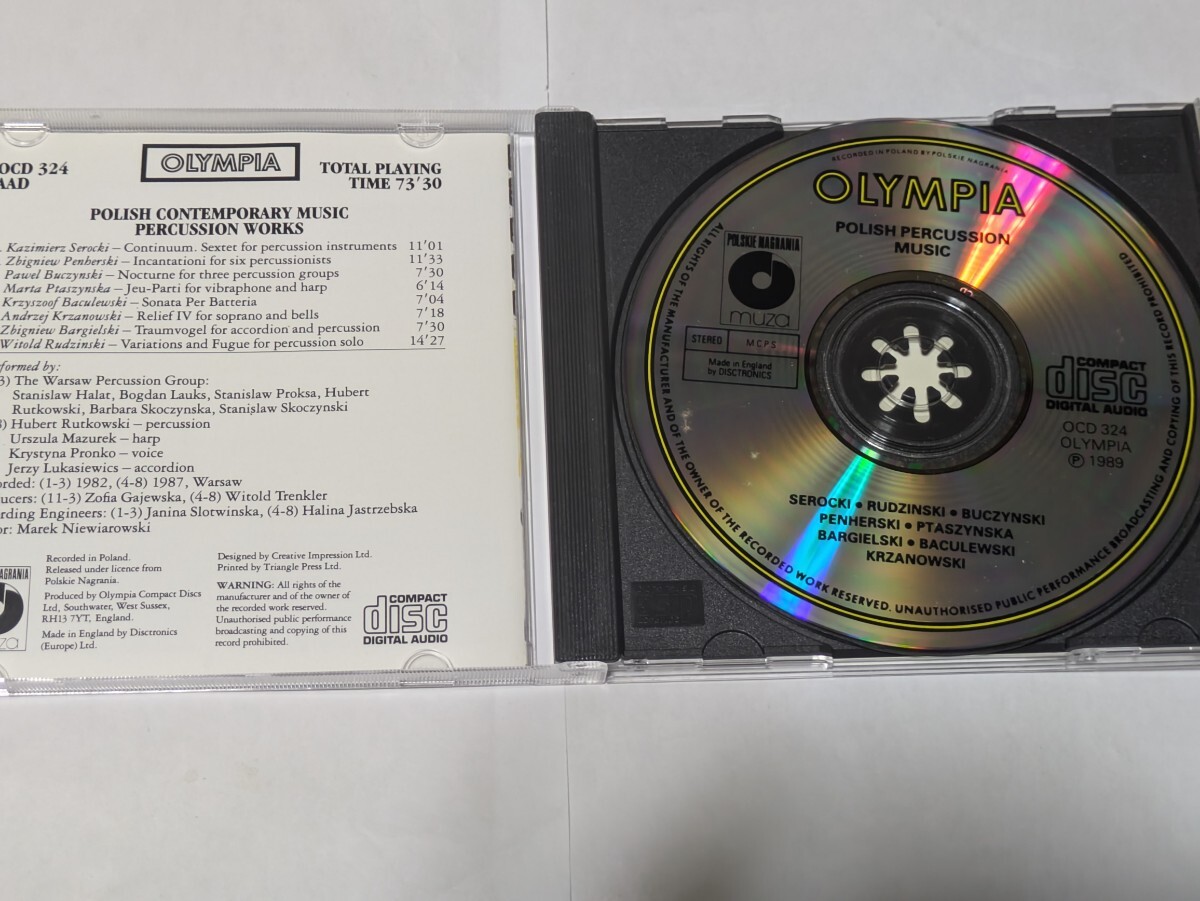 OCD 324
AAD
OLYMPIA
TOTAL PLAYING
TIME 73'30
POLISH CONTEMPORARY MUSIC
PERCUSSION WORKS
Kazimierz Serocki – Continuum. Sextet for percussion instruments 11'01
Zbigniew Penherski – Incantationi for six percussionists 11'33
Pawel Buczynski – Nocturne for three percussion groups 7'30
Marta Ptaszynska – Jeu-Parti for vibraphone and harp 6'14
Krzyszoof Baculewski – Sonata Per Batteria 7'04
Andrzej Krzanowski – Relief IV for soprano and bells 7'18
Zbigniew Bargielski – Traumvogel for accordion and percussion 7'30
Witold Rudzinski – Variations and Fugue for percussion solo 14'27
formed by:
3) The Warsaw Percussion Group:
Stanislaw Halat, Bogdan Lauks, Stanislaw Proksa, Hubert
Rutkowski, Barbara Skoczynska, Stanislaw Skoczynski
) Hubert Rutkowski – percussion
Urszula Mazurek – harp
Krystyna Pronko – voice
Jerzy Lukasiewics – accordion
orded: (1-3) 1982, (4-8) 1987, Warsaw
ducers: (11-3) Zofia Gajewska, (4-8) Witold Trenkler
ording Engineers: (1-3) Janina Slotwinska, (4-8) Halina Jastrzebska
or: Marek Niewiarowski
NAGRANIA
za
Recorded in Poland.
Released under licence from
Polskie Nagrania.
Produced by Olympia Compact Discs
Ltd, Southwater, West Sussex,
RH13 7YT, England.
Made in England by Disctronics
(Europe) Ltd.
Designed by Creative Impression Ltd.
Printed by Triangle Press Ltd.
WARNING: All rights of the
manufacturer and of the owner of
the recorded work reserved.
Unauthorised public performance
broadcasting and copying of this
record prohibited.
COMPACT
disc
DIGITAL AUDIO
RECORDED IN POLAND BY POLSKIE NAGRANIA
OLYMPIA
POLISH PERCUSSION
MUSIC
POLSKIE NAGRANIA
muza
STEREO
MCPS
Made in England
by DISCTRONICS
COMPACT
disc
DIGITAL AUDIO
OCD 324
OLYMPIA
Ⓟ 1989
SEROCKI • RUDZINSKI • BUCZYNSKI
PENHERSKI • PTASZYNSKA
BARGIELSKI • BACULEWSKI
KRZANOWSKI
ALL RIGHTS OF THE MANUFACTURER AND OF THE OWNER OF THE RECORDED WORK RESERVED. UNAUTHORISED PUBLIC PERFORMANCE BROADCASTING AND COPYING OF THIS RECORD PROHIBITED